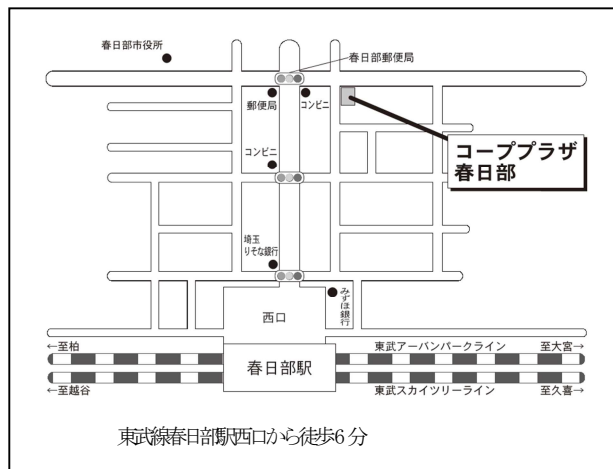 春日部市役所
春日部郵便局
郵便局
コンビニ
コーププラザ
春日部
コンビニ
埼玉
りそな銀行
みずほ銀行
西口
←至柏
東武アーバンパークライン
至大宮→
春日部駅
←至越谷
東武スカイツリーライン
至久喜→
東武線春日部駅西口から徒歩6分